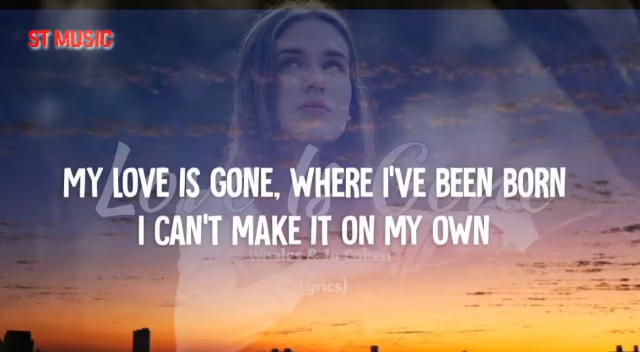 ST MUSIC
Love Is Gone
MY LOVE IS GONE, WHERE I'VE BEEN BORN
I CAN'T MAKE IT ON MY OWN
(Lyrics)